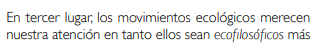 En tercer lugar, los movimientos ecológicos merecen
nuestra atención en tanto ellos sean ecofilosóficos más